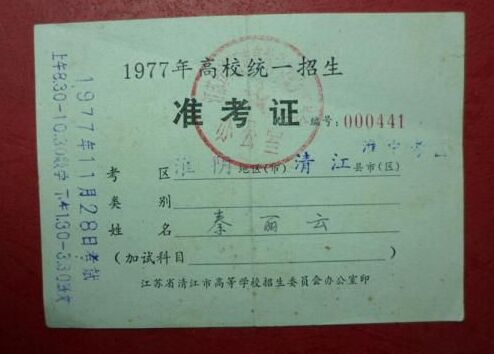 1977年高校统一招生
准考证
编号:000441
考区 淮阴 地区(市) 清江 县市(区)
类别
姓名 秦丽云
(加试科目)
江苏省清江市高等学校招生委员会办公室印
1977年11月28日考试
上午8.30-10.30数学 下午1.30-3.30语文